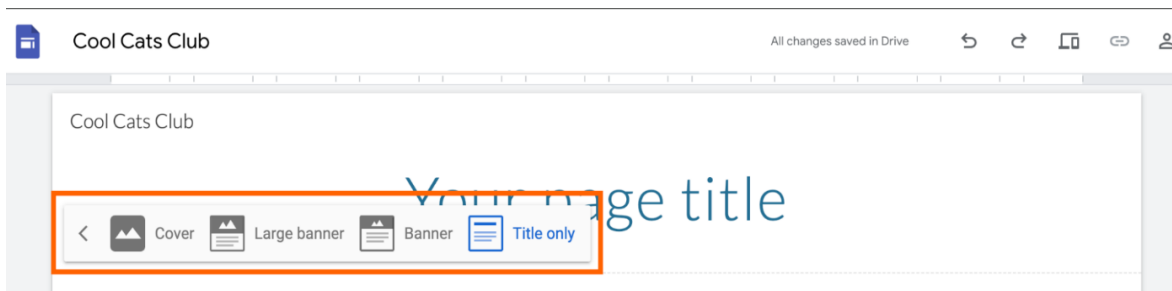 Cool Cats Club All changes saved in Drive
Cool Cats Club
Your page title
Cover Large banner Banner Title only